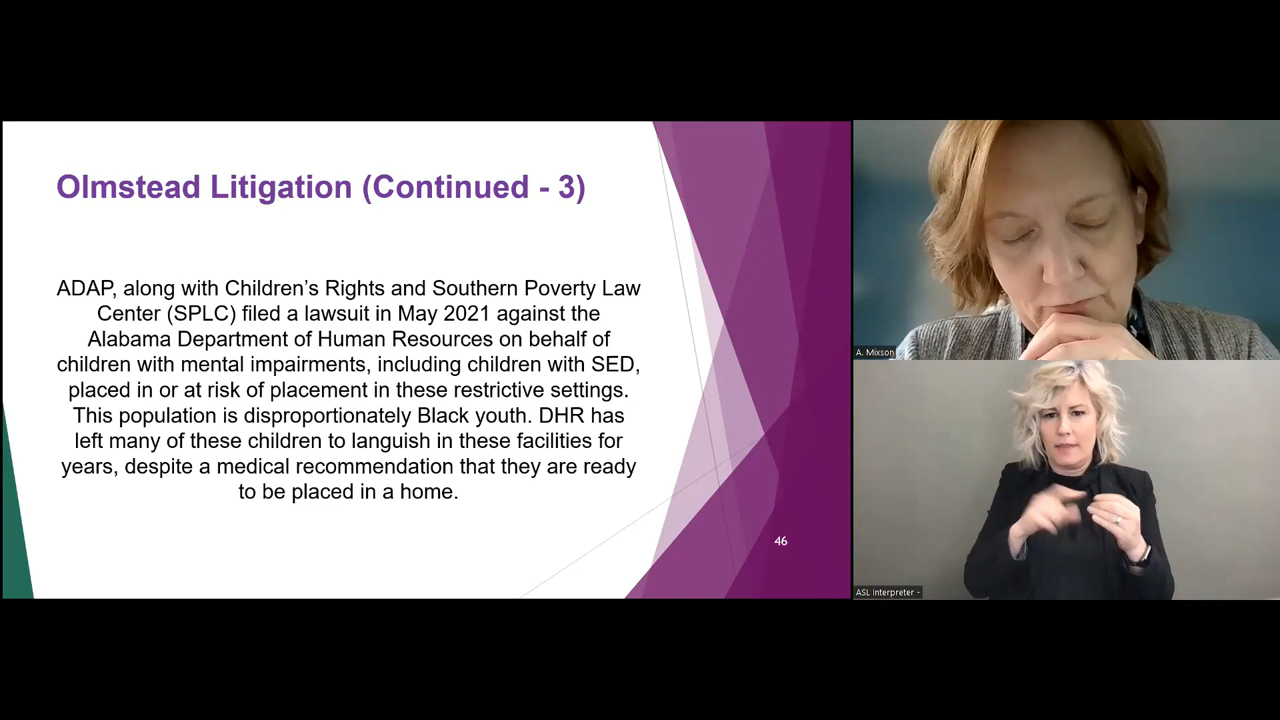 Olmstead Litigation (Continued - 3)
ADAP, along with Children’s Rights and Southern Poverty Law
Center (SPLC) filed a lawsuit in May 2021 against the
Alabama Department of Human Resources on behalf of
children with mental impairments, including children with SED,
placed in or at risk of placement in these restrictive settings.
This population is disproportionately Black youth. DHR has
left many of these children to languish in these facilities for
years, despite a medical recommendation that they are ready
to be placed in a home.
46
A. Mixson
ASL Interpreter -